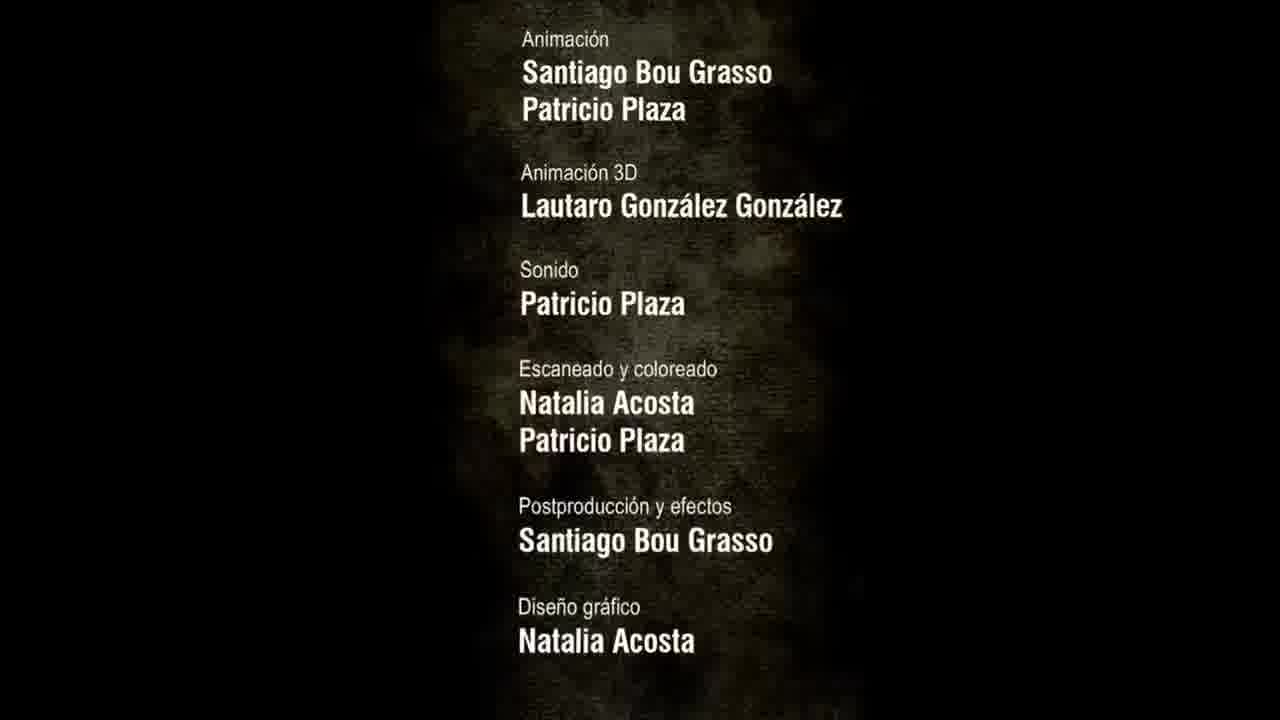 Animación
Santiago Bou Grasso
Patricio Plaza
Animación 3D
Lautaro González González
Sonido
Patricio Plaza
Escaneado y coloreado
Natalia Acosta
Patricio Plaza
Postproducción y efectos
Santiago Bou Grasso
Diseño gráfico
Natalia Acosta